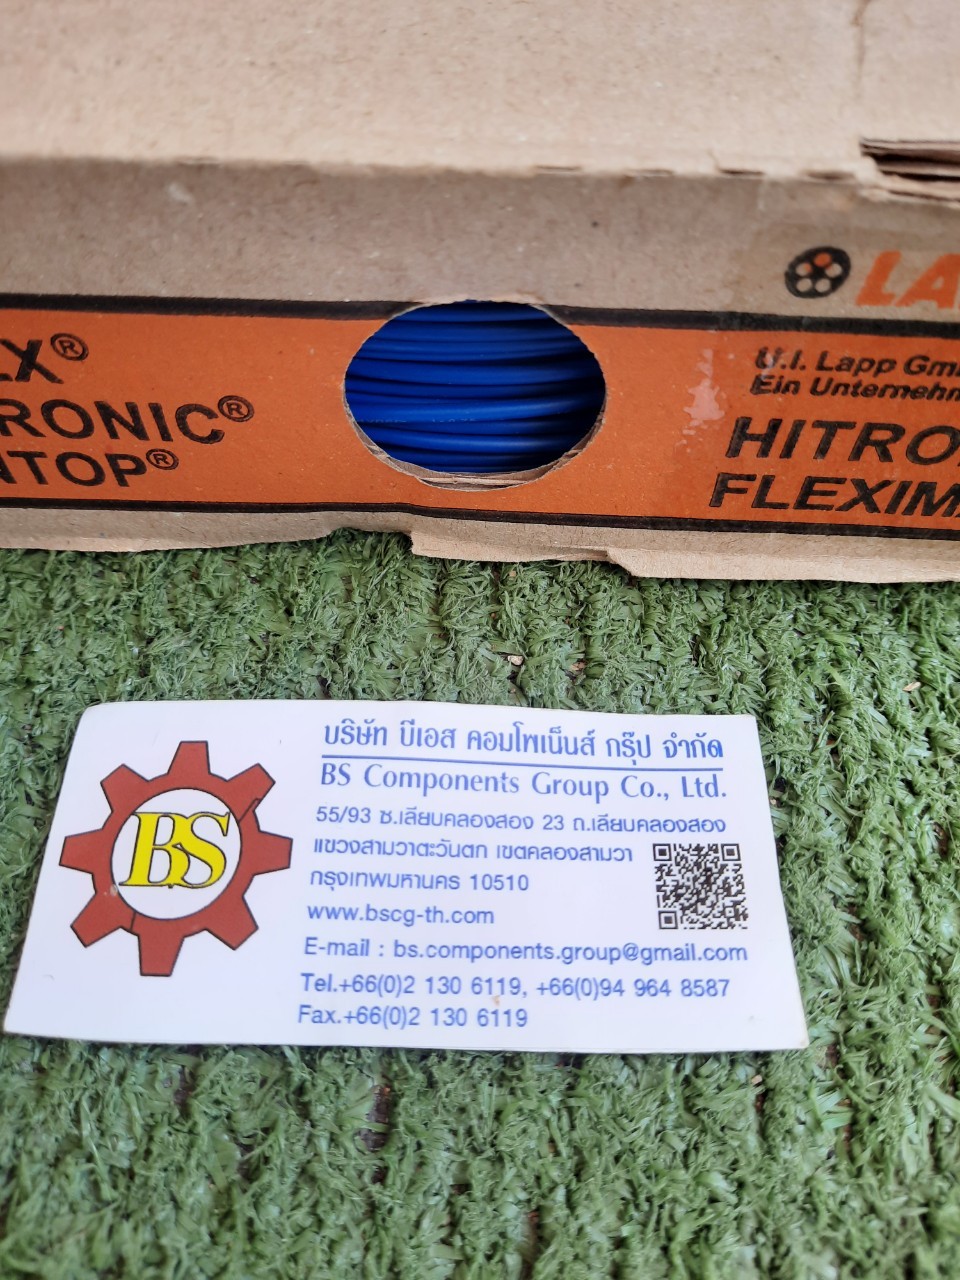 LX®
RONIC®
NTOP®
LA
U.I. Lapp Gm
Ein Unternehm
HITRO
FLEXIM
BS
บริษัท บีเอส คอมโพเน็นส์ กรุ๊ป จำกัด
BS Components Group Co., Ltd.
55/93 ซ.เลียบคลองสอง 23 ถ.เลียบคลองสอง
แขวงสามวาตะวันตก เขตคลองสามวา
กรุงเทพมหานคร 10510
www.bscg-th.com
E-mail : bs.components.group@gmail.com
Tel.+66(0)2 130 6119, +66(0)94 964 8587
Fax.+66(0)2 130 6119